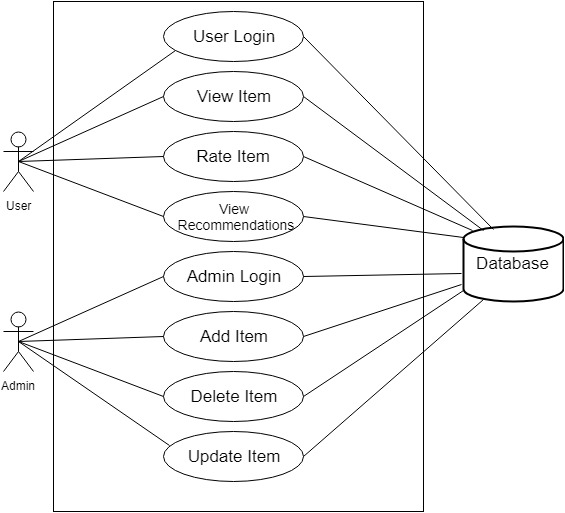 User Login
View Item
Rate Item
User
View
Recommendations
Database
Admin Login
Add Item
Admin
Delete Item
Update Item